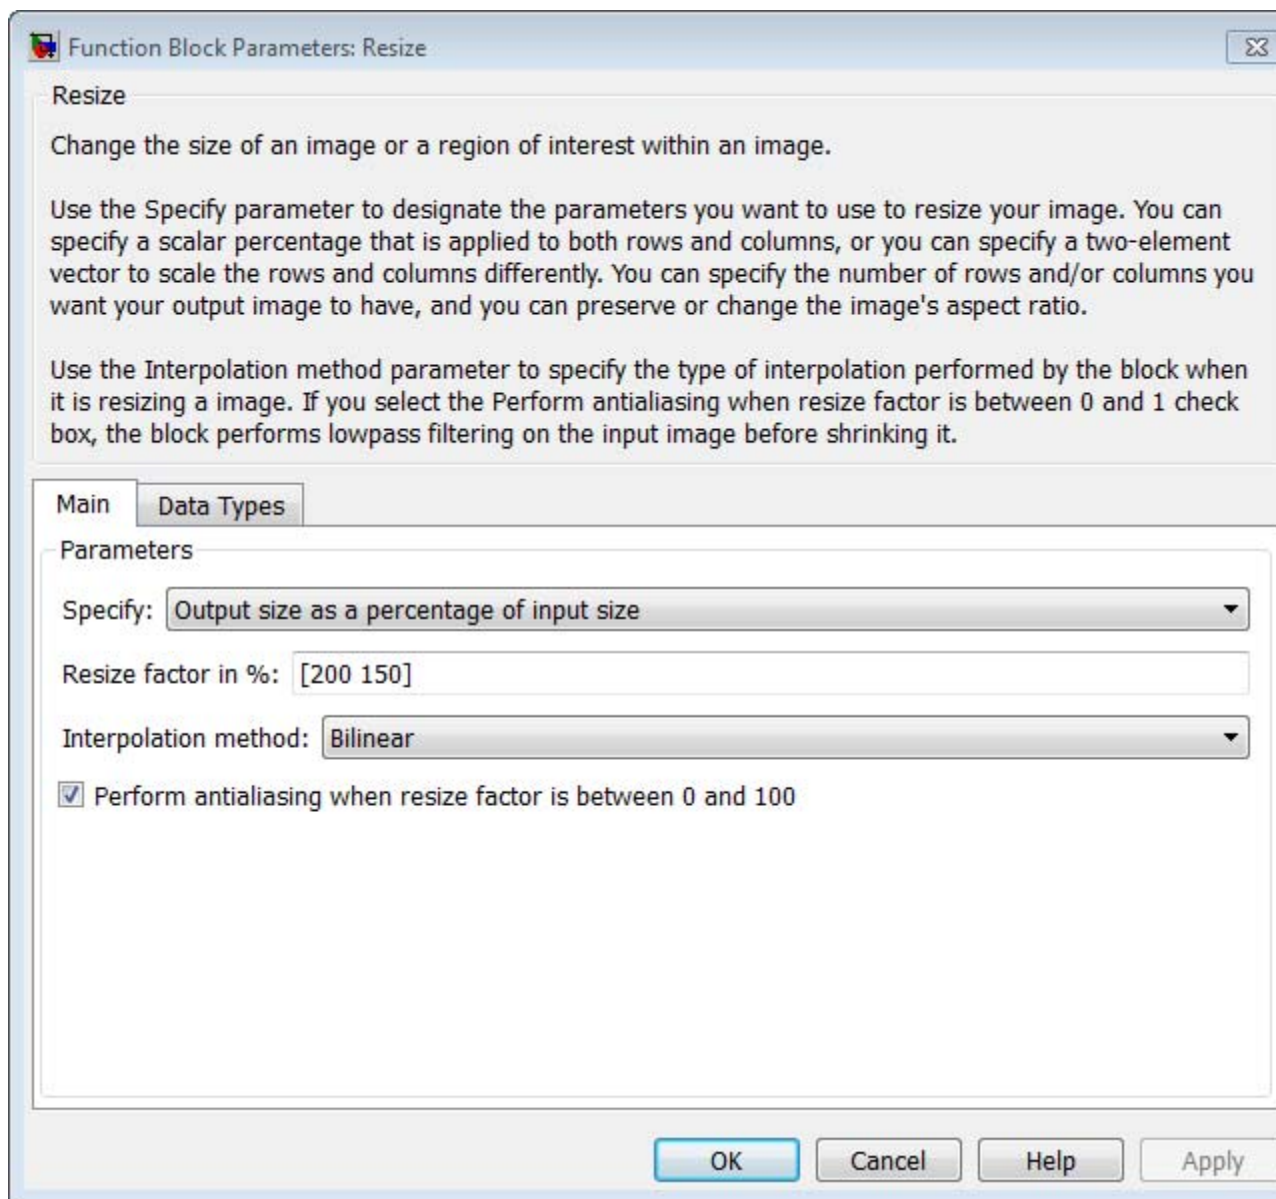 Function Block Parameters: Resize
Resize
Change the size of an image or a region of interest within an image.
Use the Specify parameter to designate the parameters you want to use to resize your image. You can
specify a scalar percentage that is applied to both rows and columns, or you can specify a two-element
vector to scale the rows and columns differently. You can specify the number of rows and/or columns you
want your output image to have, and you can preserve or change the image's aspect ratio.
Use the Interpolation method parameter to specify the type of interpolation performed by the block when
it is resizing a image. If you select the Perform antialiasing when resize factor is between 0 and 1 check
box, the block performs lowpass filtering on the input image before shrinking it.
Main Data Types
Parameters
Specify: Output size as a percentage of input size
Resize factor in %: [200 150]
Interpolation method: Bilinear
Perform antialiasing when resize factor is between 0 and 100
OK Cancel Help Apply